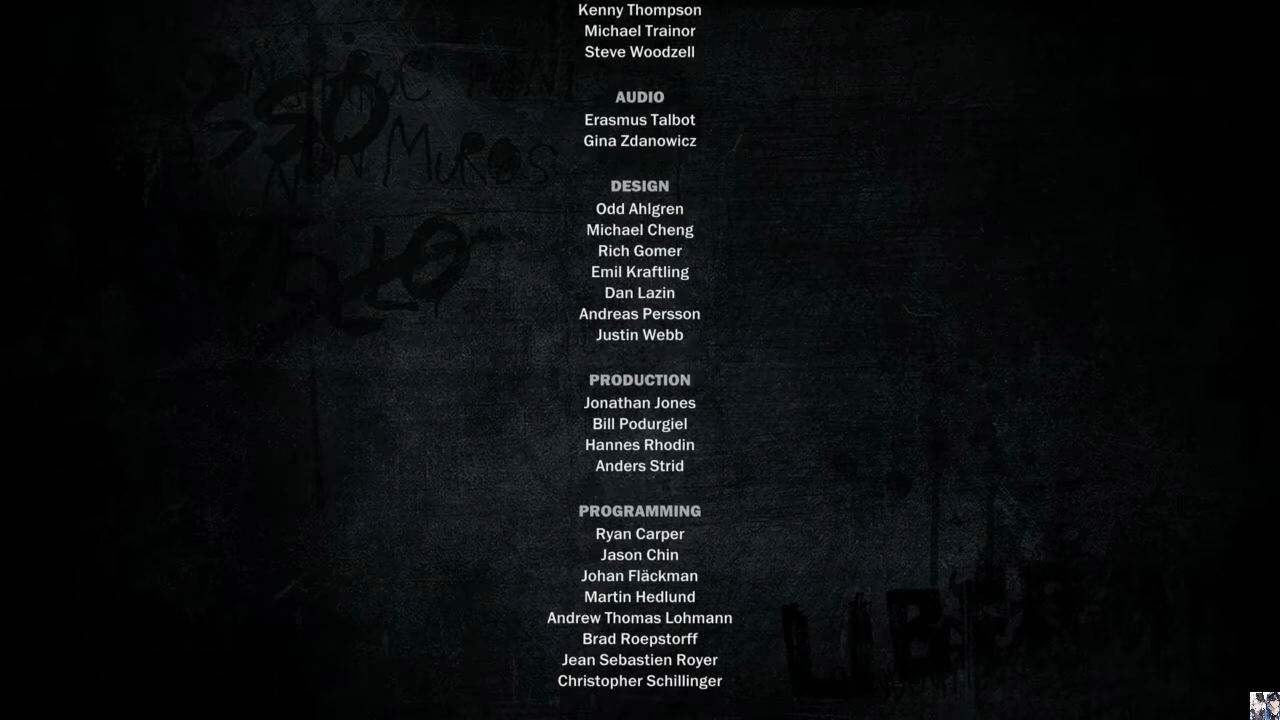 Kenny Thompson
Michael Trainor
Steve Woodzell
AUDIO
Erasmus Talbot
Gina Zdanowicz
DESIGN
Odd Ahlgren
Michael Cheng
Rich Gomer
Emil Kraftling
Dan Lazin
Andreas Persson
Justin Webb
PRODUCTION
Jonathan Jones
Bill Podurgiel
Hannes Rhodin
Anders Strid
PROGRAMMING
Ryan Carper
Jason Chin
Johan Fläckman
Martin Hedlund
Andrew Thomas Lohmann
Brad Roepstorff
Jean Sebastien Royer
Christopher Schillinger
MUROS